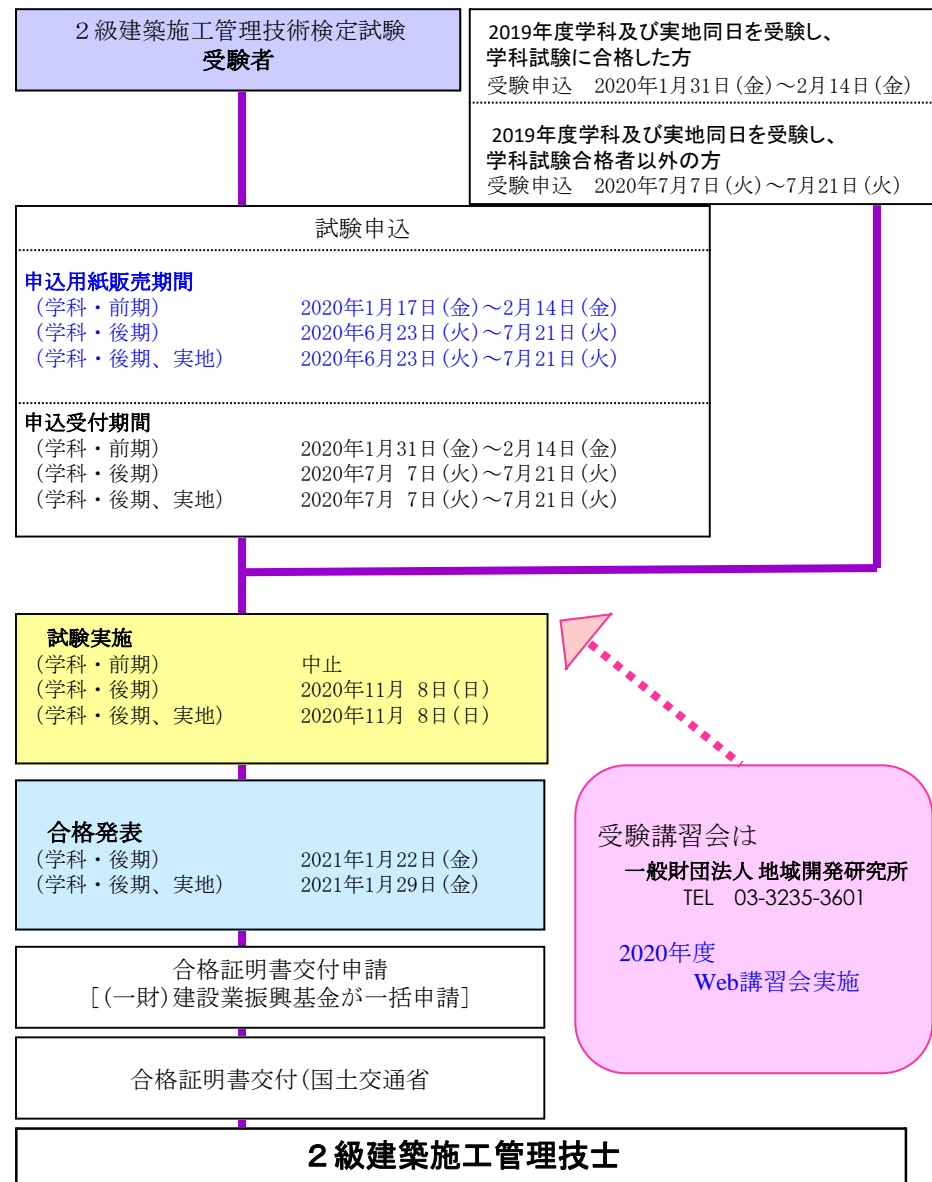 ２級建築施工管理技術検定試験
受験者
2019年度学科及び実地同日を受験し、
学科試験に合格した方
受験申込　2020年1月31日(金)～2月14日(金)
2019年度学科及び実地同日を受験し、
学科試験合格者以外の方
受験申込　2020年7月7日(火)～7月21日(火)
試験申込
申込用紙販売期間
(学科・前期)　2020年1月17日(金)～2月14日(金)
(学科・後期)　2020年6月23日(火)～7月21日(火)
(学科・後期、実地)　2020年6月23日(火)～7月21日(火)
申込受付期間
(学科・前期)　2020年1月31日(金)～2月14日(金)
(学科・後期)　2020年7月 7日(火)～7月21日(火)
(学科・後期、実地)　2020年7月 7日(火)～7月21日(火)
試験実施
(学科・前期)　中止
(学科・後期)　2020年11月 8日(日)
(学科・後期、実地)　2020年11月 8日(日)
合格発表
(学科・後期)　2021年1月22日(金)
(学科・後期、実地)　2021年1月29日(金)
受験講習会は
一般財団法人 地域開発研究所
TEL　03-3235-3601
2020年度
Web講習会実施
合格証明書交付申請
[(一財)建設業振興基金が一括申請]
合格証明書交付(国土交通省
２級建築施工管理技士